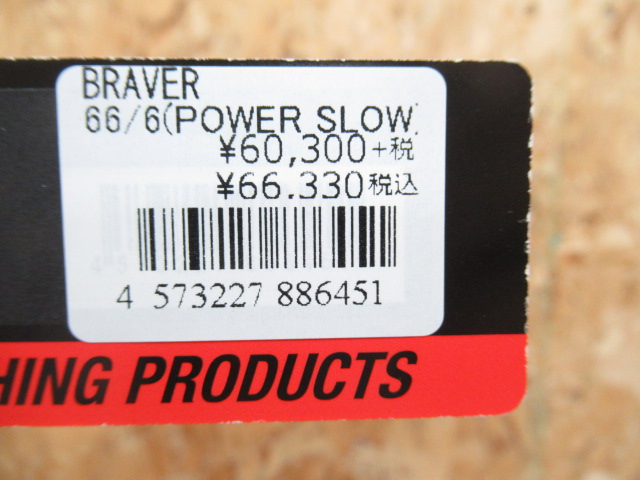 BRAVER
66/6(POWER SLOW)
¥60,300+税
¥66.330税込
4 573227 886451
HING PRODUCTS